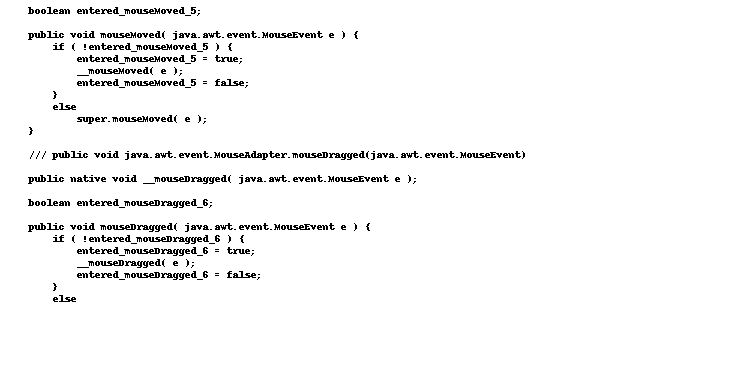 boolean entered_mouseMoved_5;

public void mouseMoved( java.awt.event.MouseEvent e ) {
    if ( !entered_mouseMoved_5 ) {
        entered_mouseMoved_5 = true;
        __mouseMoved( e );
        entered_mouseMoved_5 = false;
    }
    else
        super.mouseMoved( e );
}

/// public void java.awt.event.MouseAdapter.mouseDragged(java.awt.event.MouseEvent)

public native void __mouseDragged( java.awt.event.MouseEvent e );

boolean entered_mouseDragged_6;

public void mouseDragged( java.awt.event.MouseEvent e ) {
    if ( !entered_mouseDragged_6 ) {
        entered_mouseDragged_6 = true;
        __mouseDragged( e );
        entered_mouseDragged_6 = false;
    }
    else